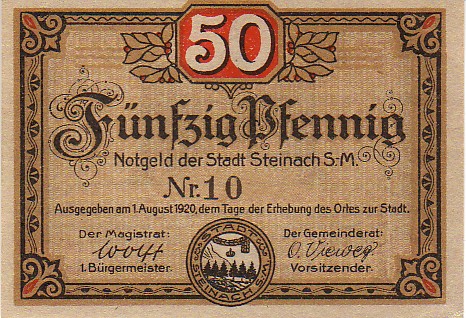 50
Fünfzig Pfennig
Notgeld der Stadt Steinach S.-M.
Nr. 10
Ausgegeben am 1. August 1920, dem Tage der Erhebung des Ortes zur Stadt.
Der Magistrat:
Der Gemeinderat:
Wolff
O. Vieweg
1. Bürgermeister.
Vorsitzender.
STADT
STEINACH S.M.